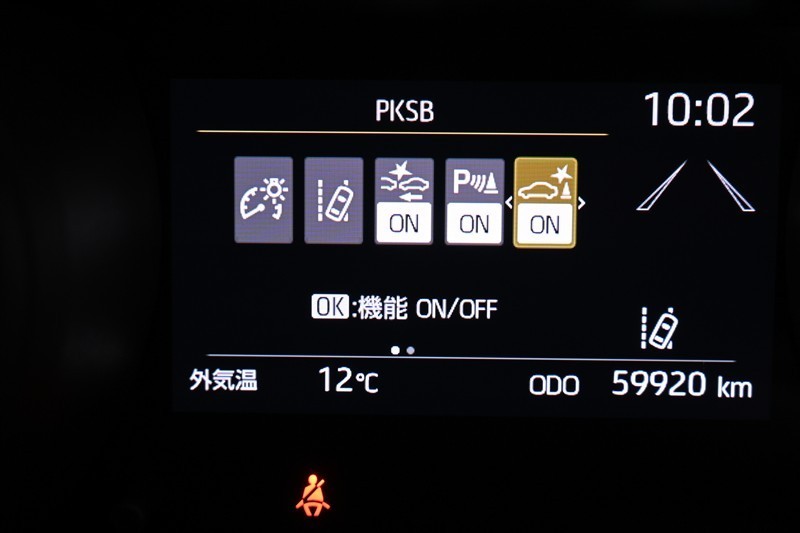 PKSB
10:02
ON
P ON
ON
OK:機能 ON/OFF
外気温 12℃ ODO 59920 km